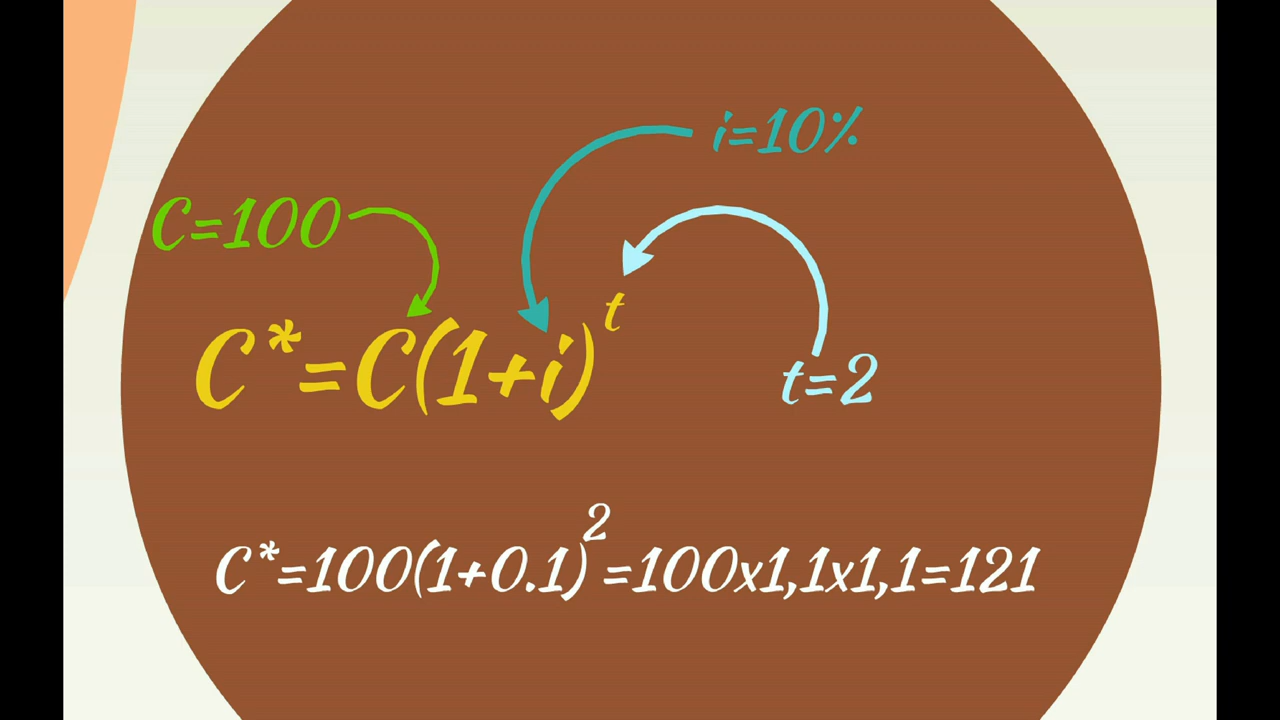 i=10%
C=100
C*=C(1+i)^t
t=2
C*=100(1+0.1)^2=100x1,1x1,1=121